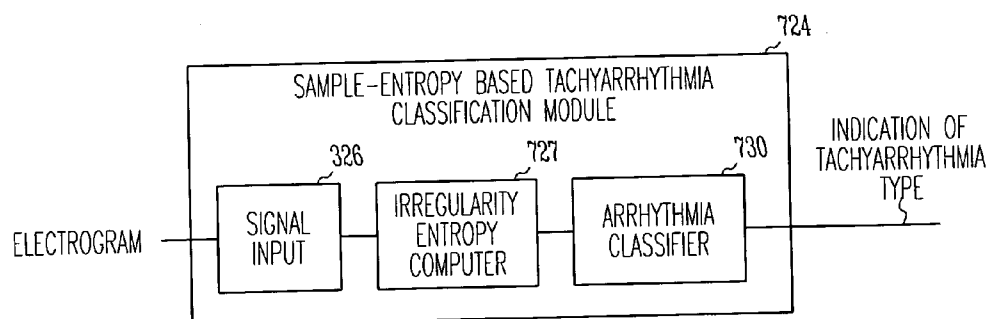 724
SAMPLE-ENTROPY BASED TACHYARRHYTHMIA
CLASSIFICATION MODULE
INDICATION OF
TACHYARRHYTHMIA
TYPE
326
727
730
ELECTROGRAM
SIGNAL
INPUT
IRREGULARITY
ENTROPY
COMPUTER
ARRHYTHMIA
CLASSIFIER